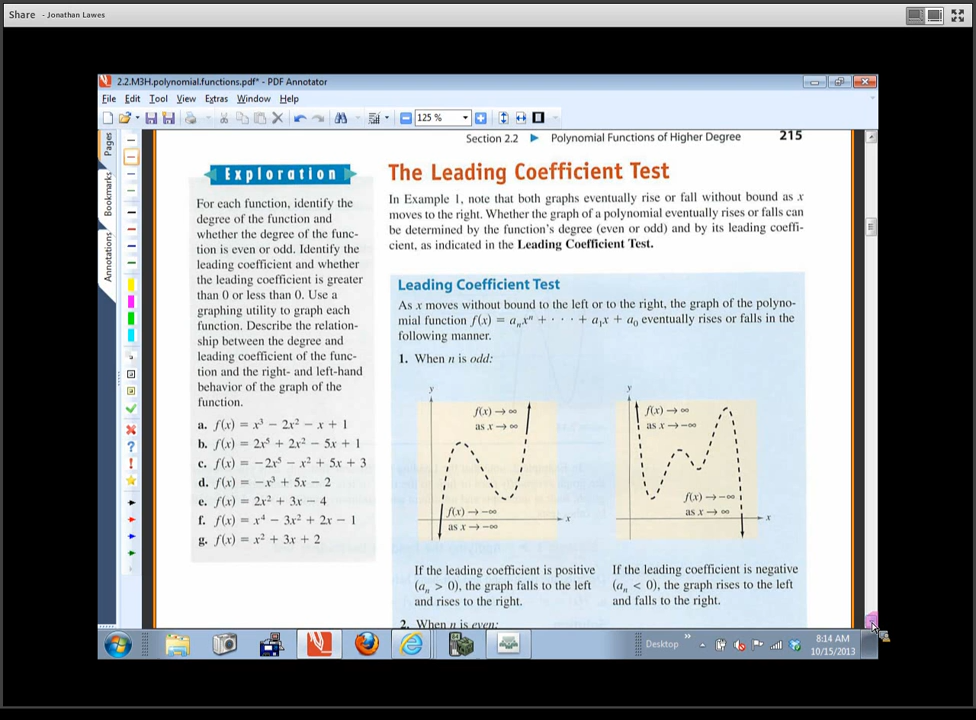 Share - Jonathan Lawes
2.2.M3H.polynomial.functions.pdf* - PDF Annotator
File Edit Tool View Extras Window Help
125 %
Pages
Bookmarks
Annotations
Section 2.2 ▶ Polynomial Functions of Higher Degree 215
Exploration
For each function, identify the
degree of the function and
whether the degree of the func-
tion is even or odd. Identify the
leading coefficient and whether
the leading coefficient is greater
than 0 or less than 0. Use a
graphing utility to graph each
function. Describe the relation-
ship between the degree and
leading coefficient of the func-
tion and the right- and left-hand
behavior of the graph of the
function.
a. f(x) = x³ − 2x² − x + 1
b. f(x) = 2x⁵ + 2x² − 5x + 1
c. f(x) = −2x⁵ − x² + 5x + 3
d. f(x) = −x³ + 5x − 2
e. f(x) = 2x² + 3x − 4
f. f(x) = x⁴ − 3x² + 2x − 1
g. f(x) = x² + 3x + 2
The Leading Coefficient Test
In Example 1, note that both graphs eventually rise or fall without bound as x
moves to the right. Whether the graph of a polynomial eventually rises or falls can
be determined by the function's degree (even or odd) and by its leading coeffi-
cient, as indicated in the Leading Coefficient Test.
Leading Coefficient Test
As x moves without bound to the left or to the right, the graph of the polyno-
mial function f(x) = aₙxⁿ + · · · + a₁x + a₀ eventually rises or falls in the
following manner.
1. When n is odd:
y
f(x) → ∞
as x → ∞
f(x) → −∞
as x → −∞
x
y
f(x) → ∞
as x → −∞
f(x) → −∞
as x → ∞
x
If the leading coefficient is positive
(aₙ > 0), the graph falls to the left
and rises to the right.
If the leading coefficient is negative
(aₙ < 0), the graph rises to the left
and falls to the right.
2. When n is even:
Desktop
8:14 AM
10/15/2013